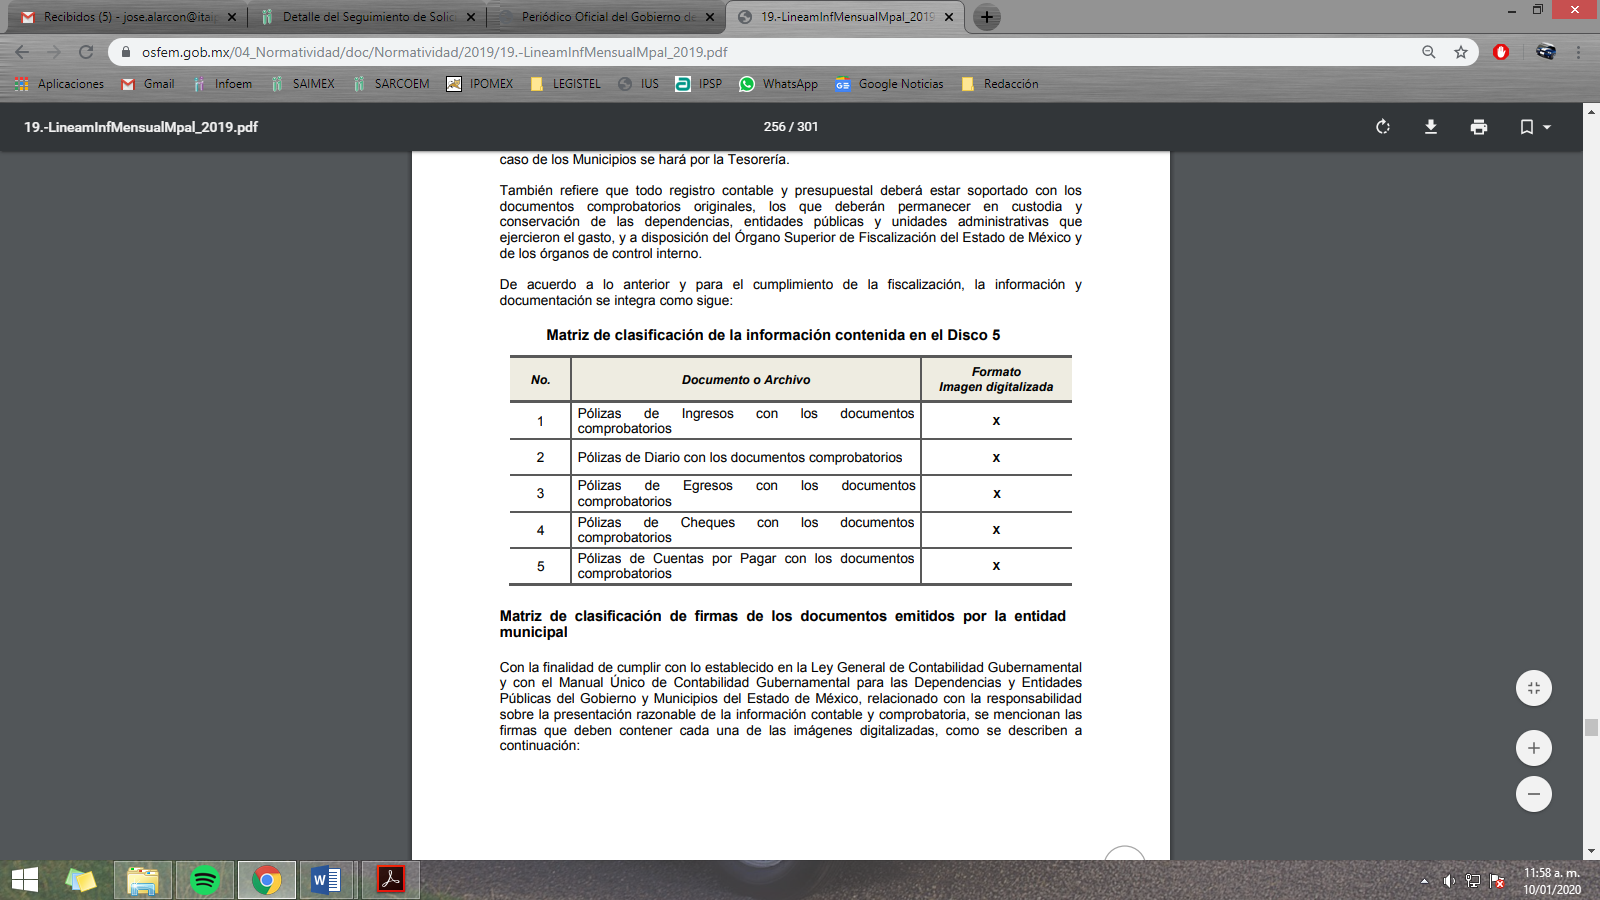 Recibidos (5) - jose.alarcon@itai
Detalle del Seguimiento de Solic
Periódico Oficial del Gobierno de
19.-LineamInfMensualMpal_2019
osfem.gob.mx/04_Normatividad/doc/Normatividad/2019/19.-LineamInfMensualMpal_2019.pdf
Aplicaciones Gmail Infoem SAIMEX SARCOEM IPOMEX LEGISTEL IUS IPSP WhatsApp Google Noticias Redacción
19.-LineamInfMensualMpal_2019.pdf
256 / 301
caso de los Municipios se hará por la Tesorería.
También refiere que todo registro contable y presupuestal deberá estar soportado con los
documentos comprobatorios originales, los que deberán permanecer en custodia y
conservación de las dependencias, entidades públicas y unidades administrativas que
ejercieron el gasto, y a disposición del Órgano Superior de Fiscalización del Estado de México y
de los órganos de control interno.
De acuerdo a lo anterior y para el cumplimiento de la fiscalización, la información y
documentación se integra como sigue:
Matriz de clasificación de la información contenida en el Disco 5
No. Documento o Archivo Formato
Imagen digitalizada
1 Pólizas de Ingresos con los documentos
comprobatorios x
2 Pólizas de Diario con los documentos comprobatorios x
3 Pólizas de Egresos con los documentos
comprobatorios x
4 Pólizas de Cheques con los documentos
comprobatorios x
5 Pólizas de Cuentas por Pagar con los documentos
comprobatorios x
Matriz de clasificación de firmas de los documentos emitidos por la entidad
municipal
Con la finalidad de cumplir con lo establecido en la Ley General de Contabilidad Gubernamental
y con el Manual Único de Contabilidad Gubernamental para las Dependencias y Entidades
Públicas del Gobierno y Municipios del Estado de México, relacionado con la responsabilidad
sobre la presentación razonable de la información contable y comprobatoria, se mencionan las
firmas que deben contener cada una de las imágenes digitalizadas, como se describen a
continuación:
11:58 a. m.
10/01/2020